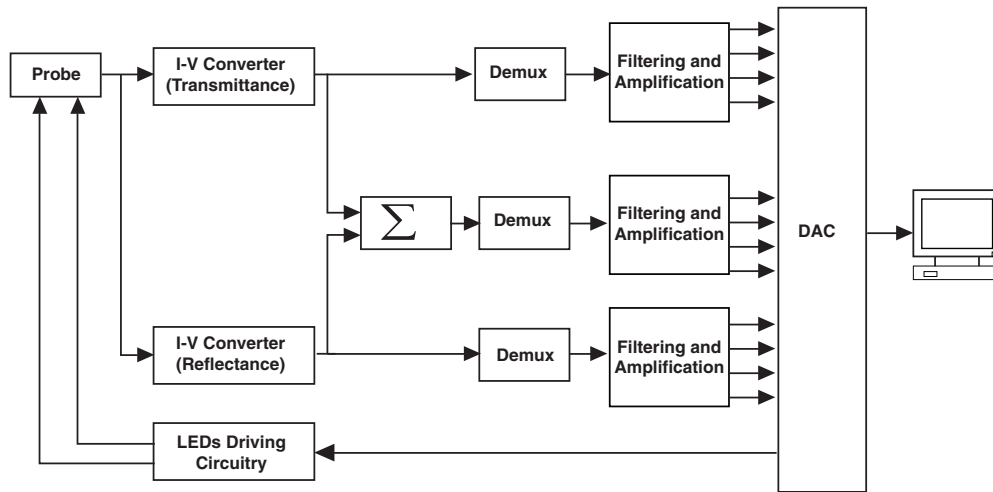 Probe
I-V Converter
(Transmittance)
Demux
Filtering and
Amplification
Σ
Demux
Filtering and
Amplification
DAC
I-V Converter
(Reflectance)
Demux
Filtering and
Amplification
LEDs Driving
Circuitry